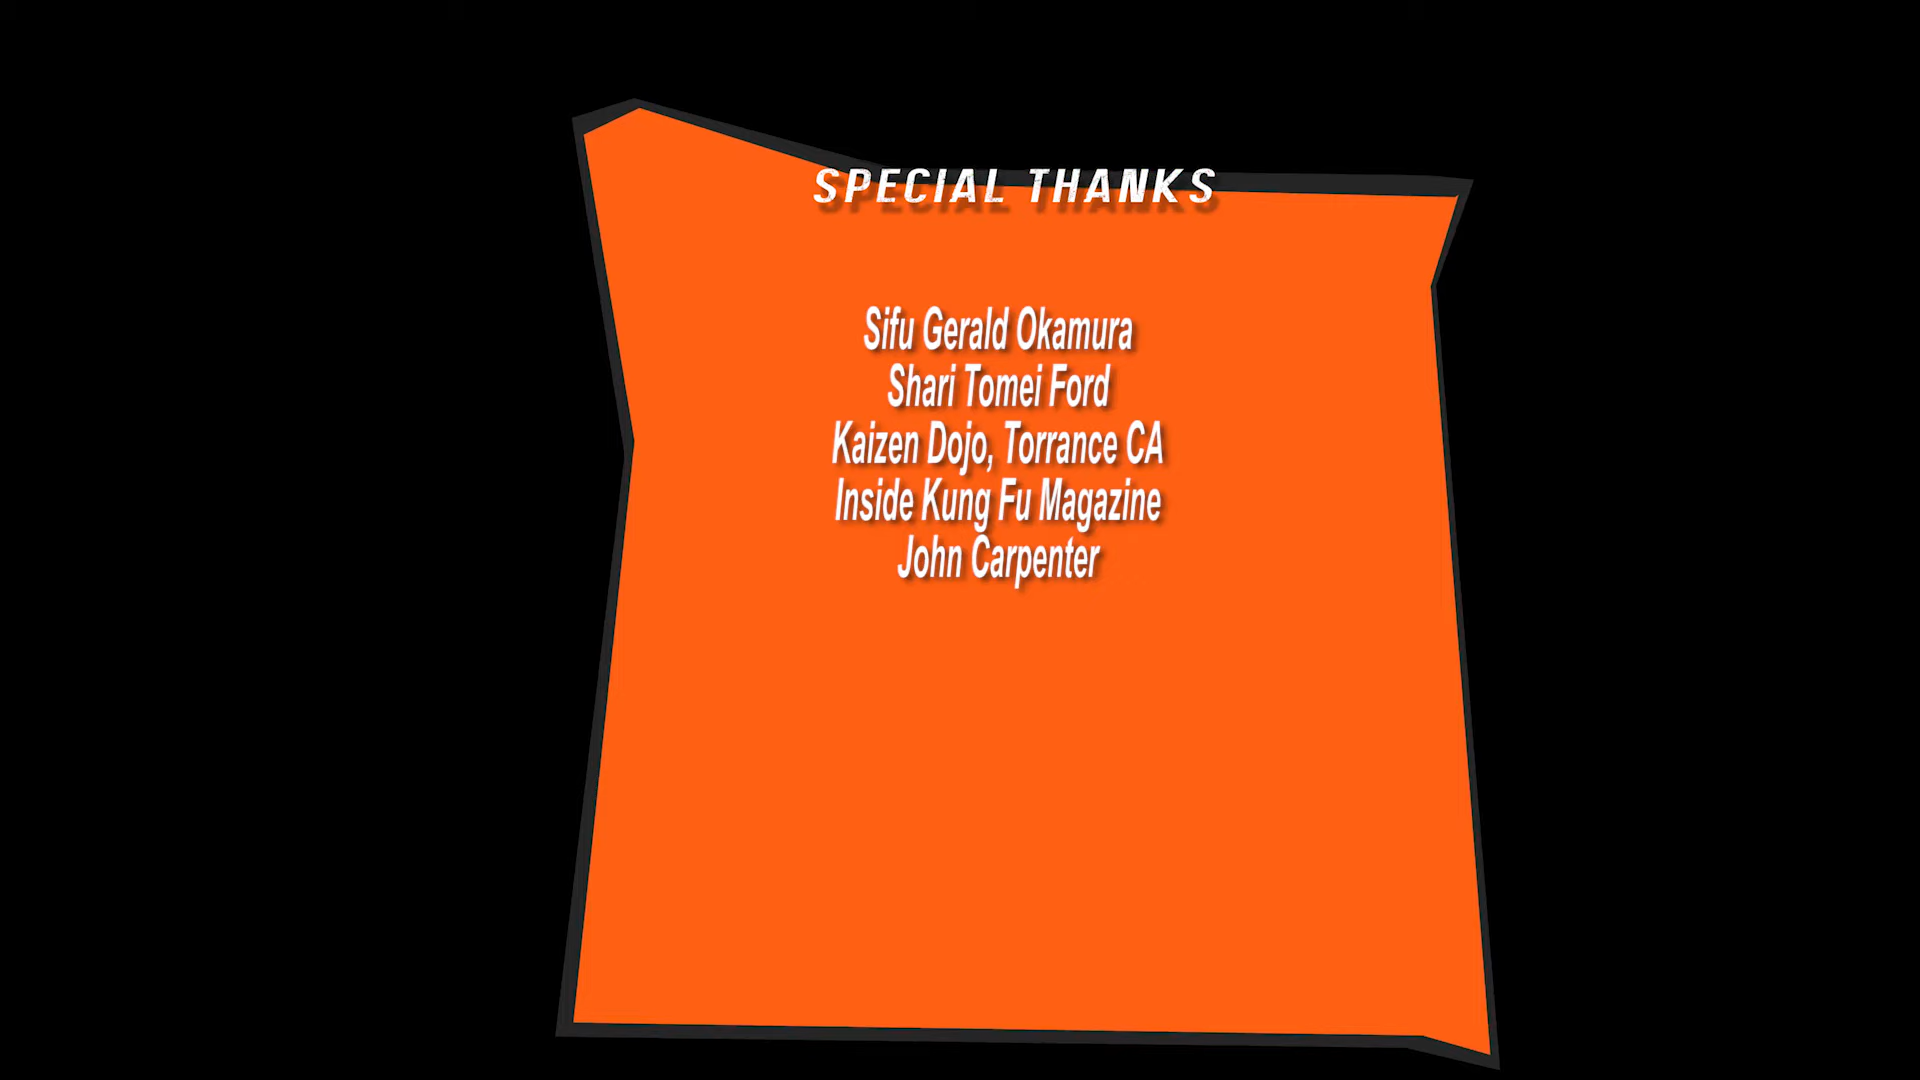 SPECIAL THANKS
Sifu Gerald Okamura
Shari Tomei Ford
Kaizen Dojo, Torrance CA
Inside Kung Fu Magazine
John Carpenter